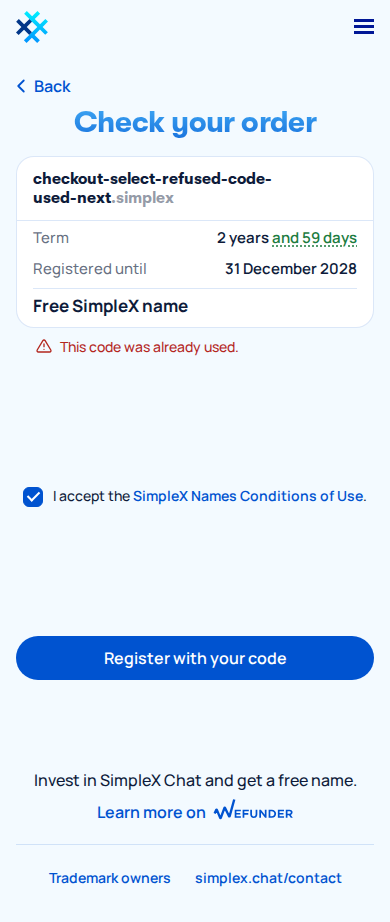 Back
Check your order
checkout-select-refused-code-
used-next.simplex
Term 2 years and 59 days
Registered until 31 December 2028
Free SimpleX name
This code was already used.
I accept the SimpleX Names Conditions of Use.
Register with your code
Invest in SimpleX Chat and get a free name.
Learn more on WEFUNDER
Trademark owners simplex.chat/contact